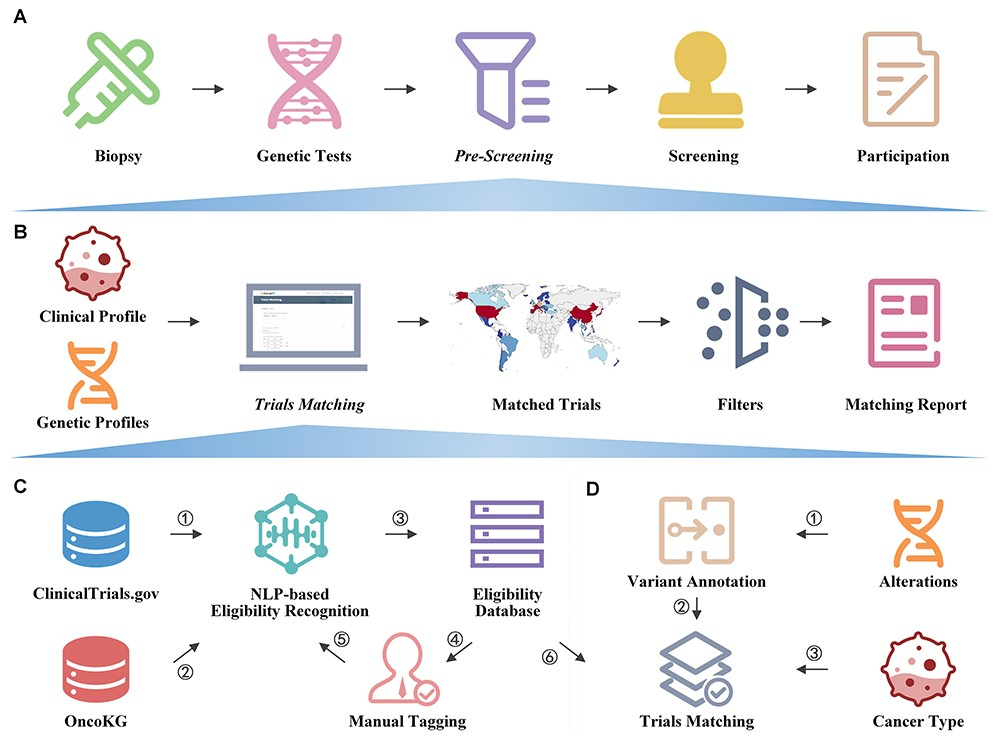 A
Biopsy
Genetic Tests
Pre-Screening
Screening
Participation
B
Clinical Profile
Genetic Profiles
Trials Matching
Matched Trials
Filters
Matching Report
C
ClinicalTrials.gov
①
NLP-based
Eligibility Recognition
③
Eligibility
Database
OncoKG
②
⑤
④
Manual Tagging
⑥
D
Variant Annotation
①
Alterations
②
Trials Matching
③
Cancer Type